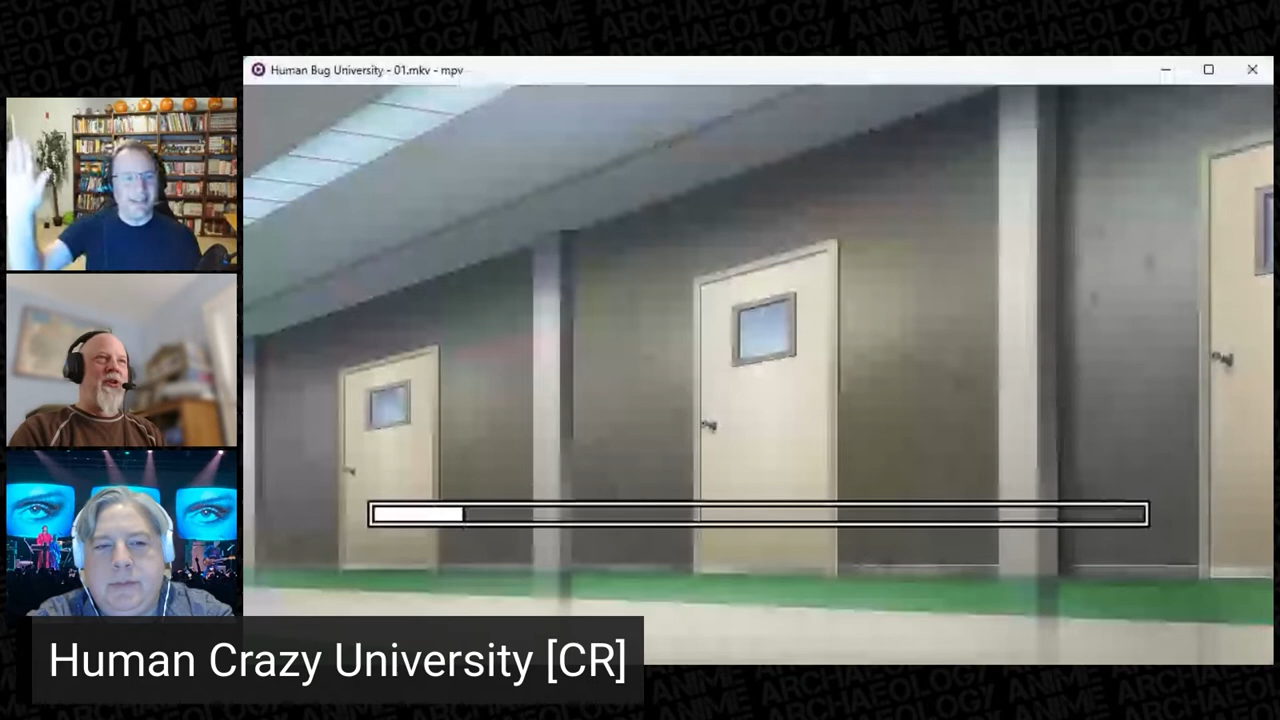 Human Bug University - 01.mkv - mpv
Human Crazy University [CR]
ANIME ARCHAEOLOGY